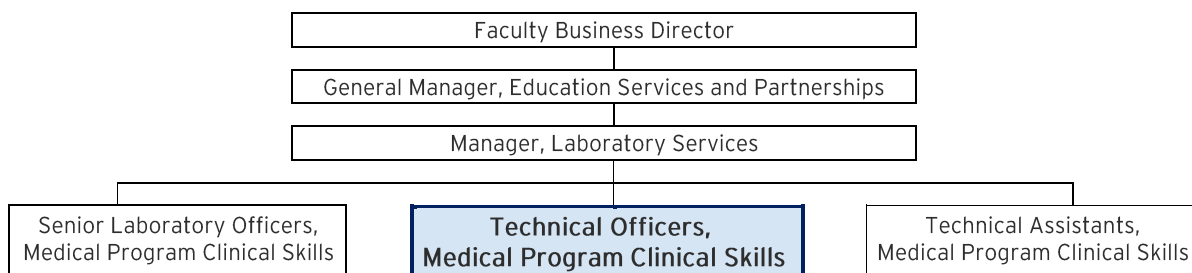 Faculty Business Director
General Manager, Education Services and Partnerships
Manager, Laboratory Services
Senior Laboratory Officers,
Medical Program Clinical Skills
Technical Officers,
Medical Program Clinical Skills
Technical Assistants,
Medical Program Clinical Skills